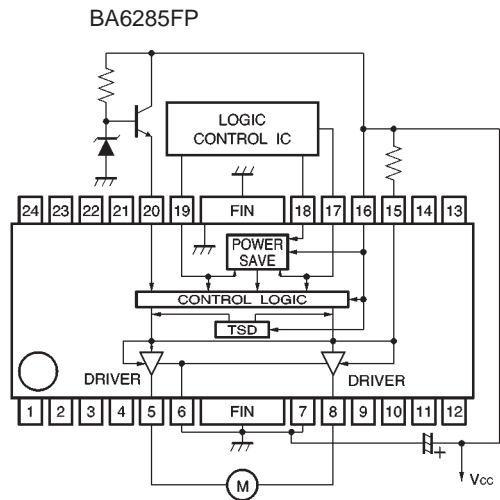 BA6285FP
LOGIC
CONTROL IC
24 23 22 21 20 19 FIN 18 17 16 15 14 13
POWER
SAVE
CONTROL LOGIC
TSD
DRIVER DRIVER
1 2 3 4 5 6 FIN 7 8 9 10 11 12
+
M
Vcc